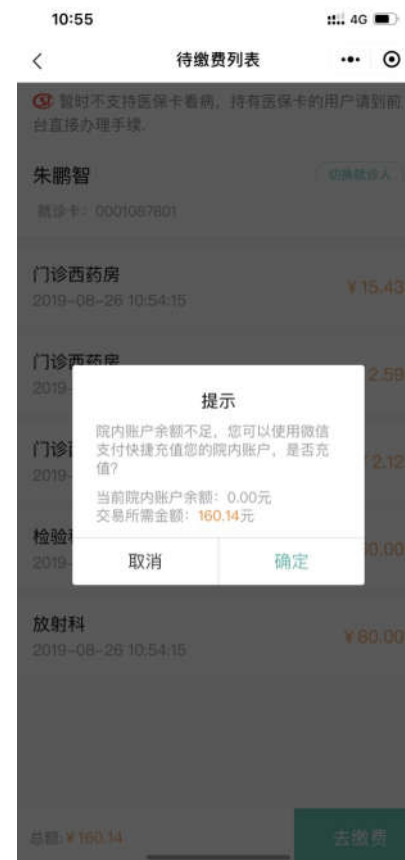 10:55
4G
待缴费列表
暂时不支持医保卡看病，持有医保卡的用户请到前
台直接办理手续.
朱鹏智
切换就诊人
就诊卡：0001087801
门诊西药房
¥15.43
2019-08-26 10:54:15
门诊西药房
2.59
2019-
提示
院内账户余额不足，您可以使用微信
支付快捷充值您的院内账户，是否充
值？
当前院内账户余额：0.00元
交易所需金额：160.14元
取消
确定
门诊
2.12
2019-
检验
0.00
2019-
放射科
¥80.00
2019-08-26 10:54:15
总额:¥160.14
去缴费